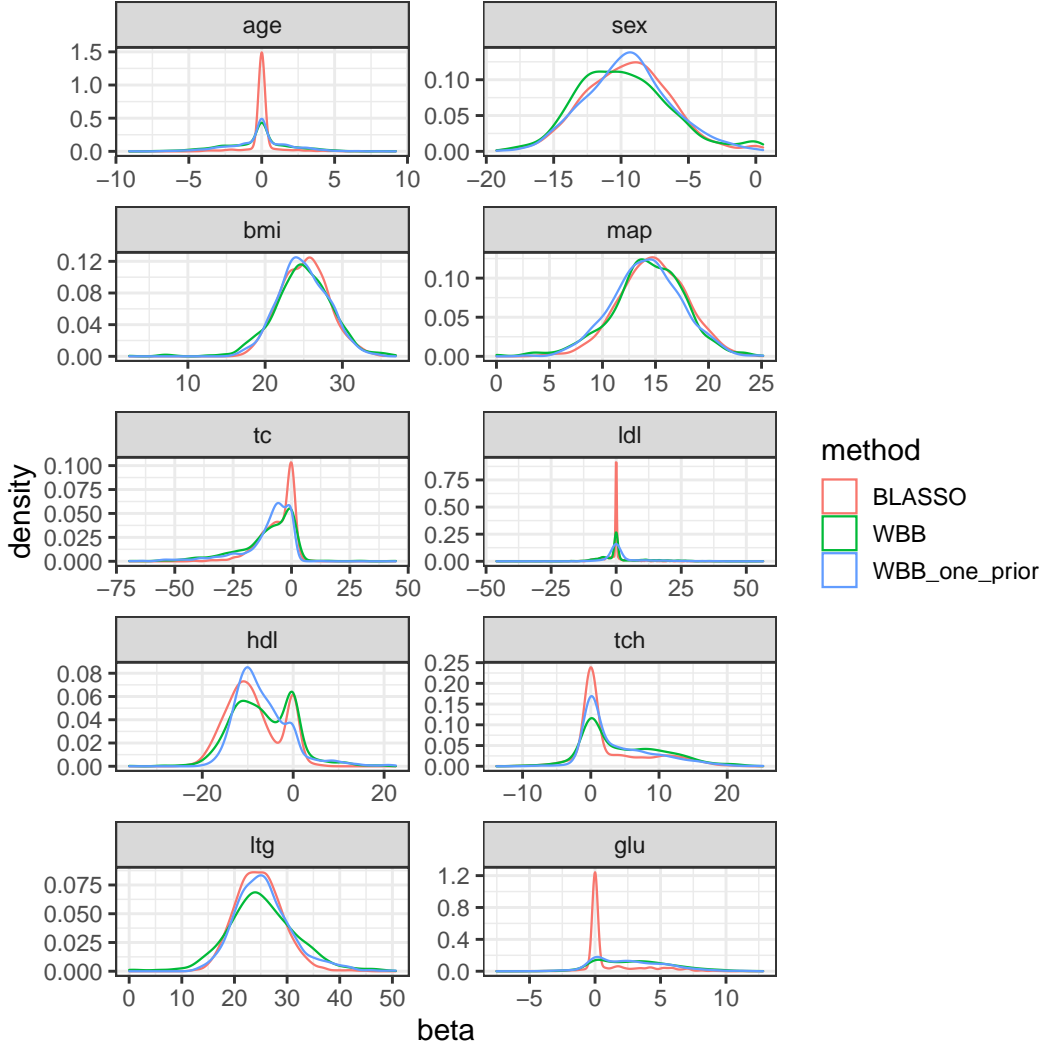 age
sex
1.5
1.0
0.5
0.0
0.10
0.05
0.00
−10 −5 0 5 10
−20 −15 −10 −5 0
bmi
map
0.12
0.08
0.04
0.00
0.10
0.05
0.00
10 20 30
0 5 10 15 20 25
tc
ldl
0.100
0.075
0.050
0.025
0.000
0.75
0.50
0.25
0.00
−75 −50 −25 0 25 50
−50 −25 0 25 50
hdl
tch
0.08
0.06
0.04
0.02
0.00
0.25
0.20
0.15
0.10
0.05
0.00
−20 0 20
−10 0 10 20
ltg
glu
0.075
0.050
0.025
0.000
1.2
0.8
0.4
0.0
0 10 20 30 40 50
−5 0 5 10
density
beta
method
BLASSO
WBB
WBB_one_prior